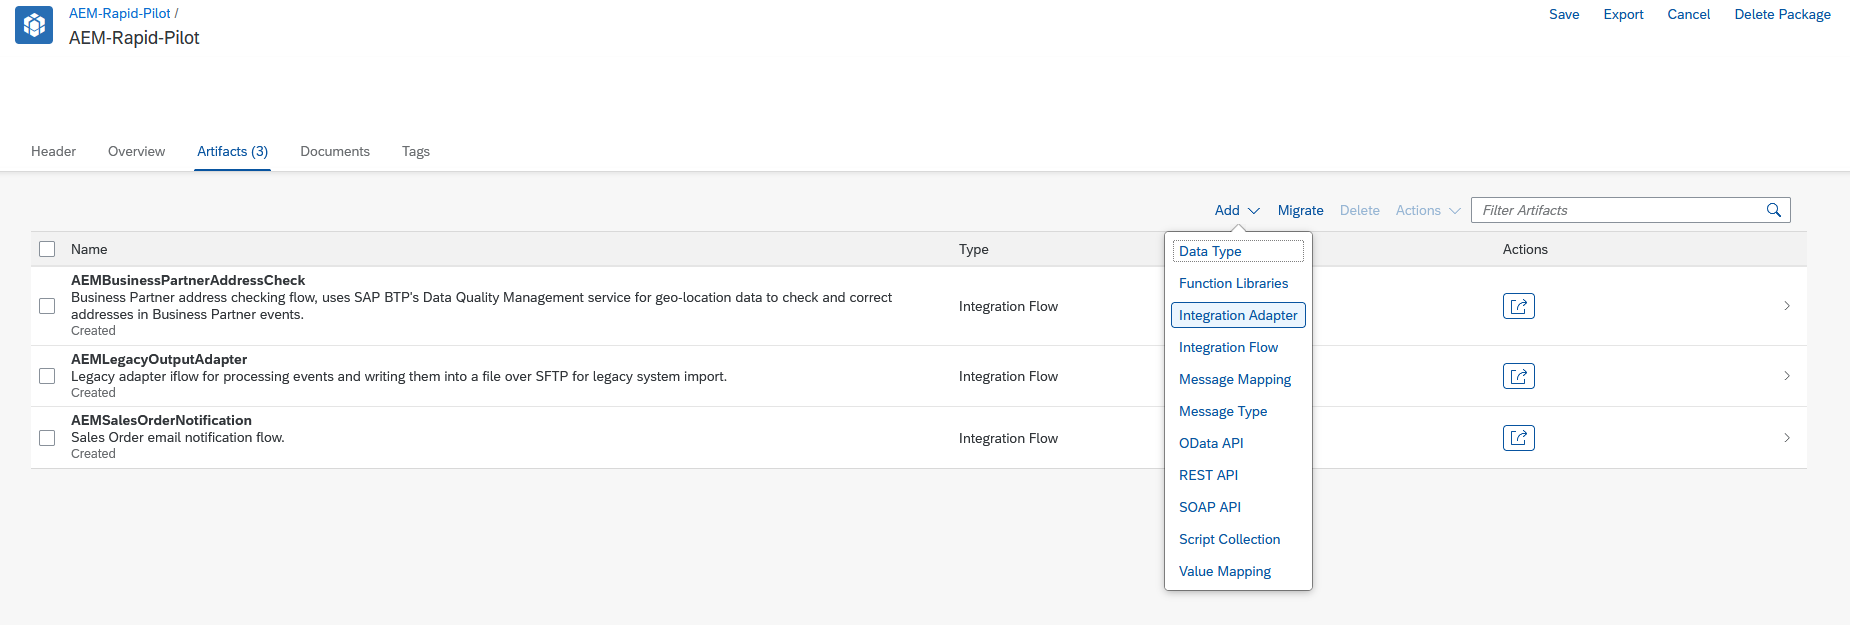 AEM-Rapid-Pilot /
AEM-Rapid-Pilot
Save Export Cancel Delete Package
Header Overview Artifacts (3) Documents Tags
Add Migrate Delete Actions Filter Artifacts
Name Type Actions
AEMBusinessPartnerAddressCheck
Business Partner address checking flow, uses SAP BTP's Data Quality Management service for geo-location data to check and correct
addresses in Business Partner events.
Created
Integration Flow
AEMLegacyOutputAdapter
Legacy adapter iflow for processing events and writing them into a file over SFTP for legacy system import.
Created
Integration Flow
AEMSalesOrderNotification
Sales Order email notification flow.
Created
Integration Flow
Data Type
Function Libraries
Integration Adapter
Integration Flow
Message Mapping
Message Type
OData API
REST API
SOAP API
Script Collection
Value Mapping